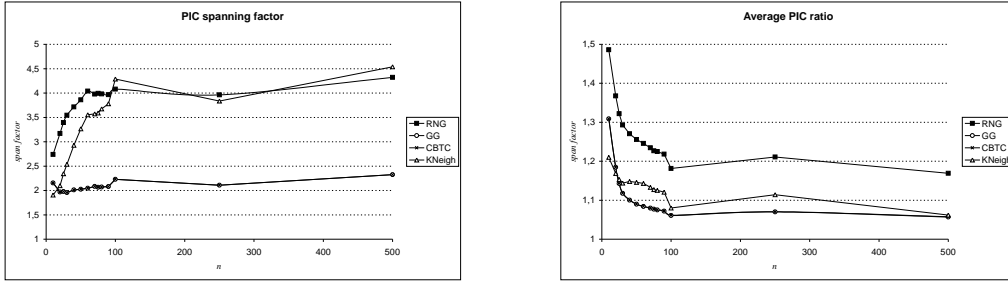 PIC spanning factor
5
4,5
4
3,5
3
2,5
2
1,5
1
span factor
0
100
200
300
400
500
n
RNG
GG
CBTC
KNeigh
Average PIC ratio
1,5
1,4
1,3
1,2
1,1
1
span factor
0
100
200
300
400
500
n
RNG
GG
CBTC
KNeigh